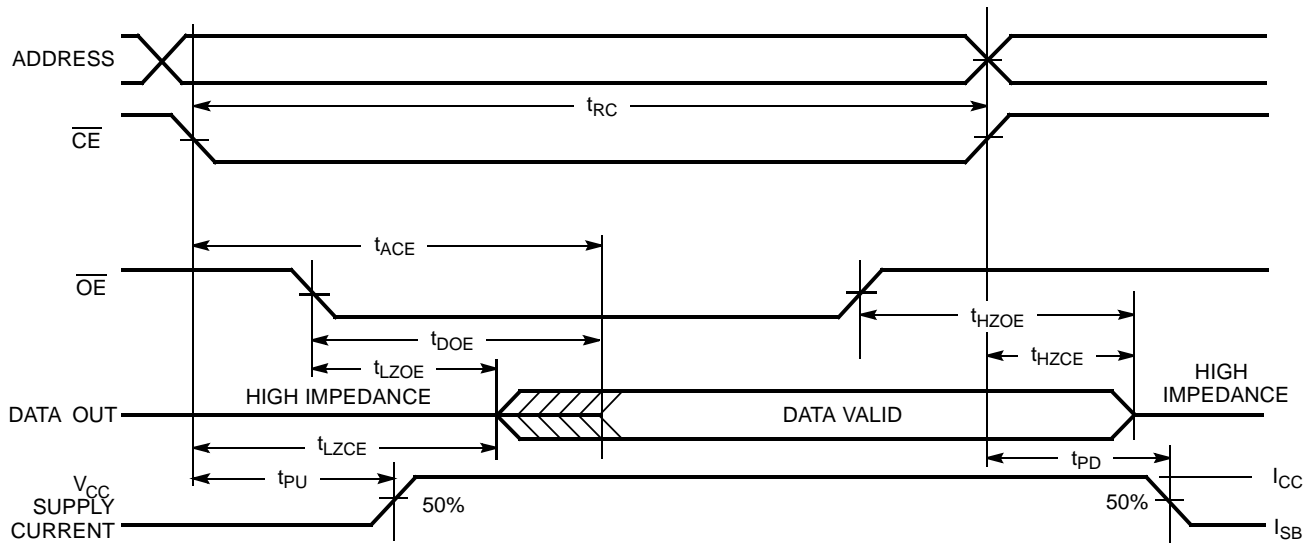 ADDRESS
tRC
CE
tACE
OE
tHZOE
tDOE
tHZCE
tLZOE
HIGH IMPEDANCE
HIGH
IMPEDANCE
DATA OUT
DATA VALID
tLZCE
tPD
tPU
VCC
SUPPLY
CURRENT
50%
50%
ICC
ISB